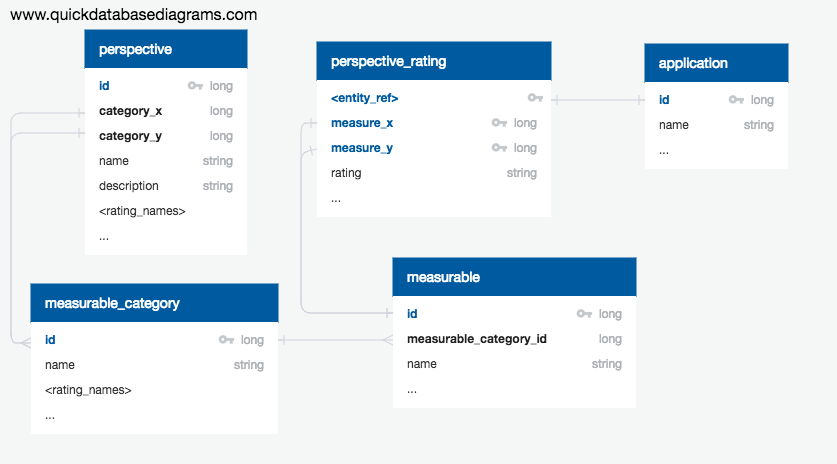 www.quickdatabasediagrams.com
perspective
id long
category_x long
category_y long
name string
description string
<rating_names>
...
perspective_rating
<entity_ref>
measure_x long
measure_y long
rating string
...
application
id long
name string
...
measurable_category
id long
name string
<rating_names>
...
measurable
id long
measurable_category_id long
name string
...